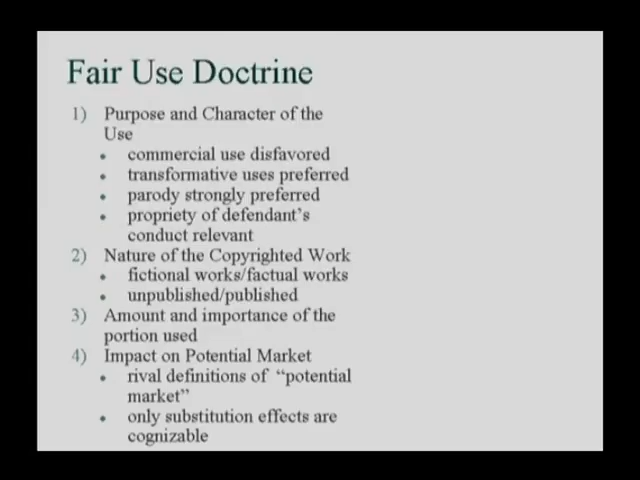 Fair Use Doctrine
1) Purpose and Character of the
Use
• commercial use disfavored
• transformative uses preferred
• parody strongly preferred
• propriety of defendant's
conduct relevant
2) Nature of the Copyrighted Work
• fictional works/factual works
• unpublished/published
3) Amount and importance of the
portion used
4) Impact on Potential Market
• rival definitions of “potential
market”
• only substitution effects are
cognizable